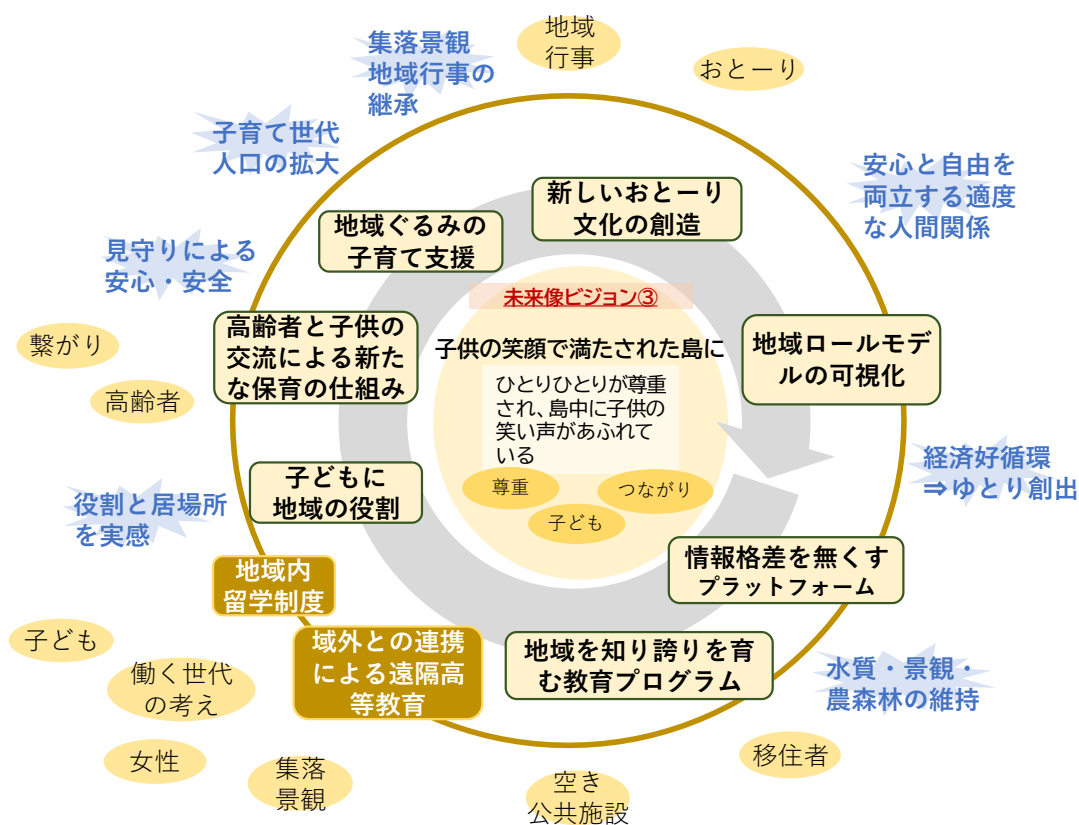 地域
行事
おとーり
集落景観
地域行事の
継承
子育て世代
人口の拡大
安心と自由を
両立する適度
な人間関係
新しいおとーり
文化の創造
地域ぐるみの
子育て支援
見守りによる
安心・安全
未来像ビジョン③
高齢者と子供の
交流による新た
な保育の仕組み
子供の笑顔で満たされた島に
地域ロールモデ
ルの可視化
繋がり
高齢者
ひとりひとりが尊重
され、島中に子供の
笑い声があふれて
いる
尊重
つながり
子ども
子どもに
地域の役割
経済好循環
⇒ゆとり創出
役割と居場所
を実感
情報格差を無くす
プラットフォーム
地域内
留学制度
子ども
域外との連携
による遠隔高
等教育
地域を知り誇りを育
む教育プログラム
水質・景観・
農森林の維持
働く世代
の考え
女性
集落
景観
空き
公共施設
移住者